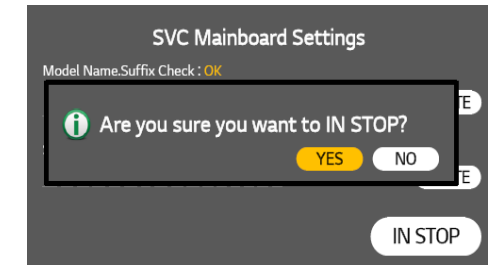 SVC Mainboard Settings
Model Name.Suffix Check : OK
Are you sure you want to IN STOP?
YES NO
IN STOP